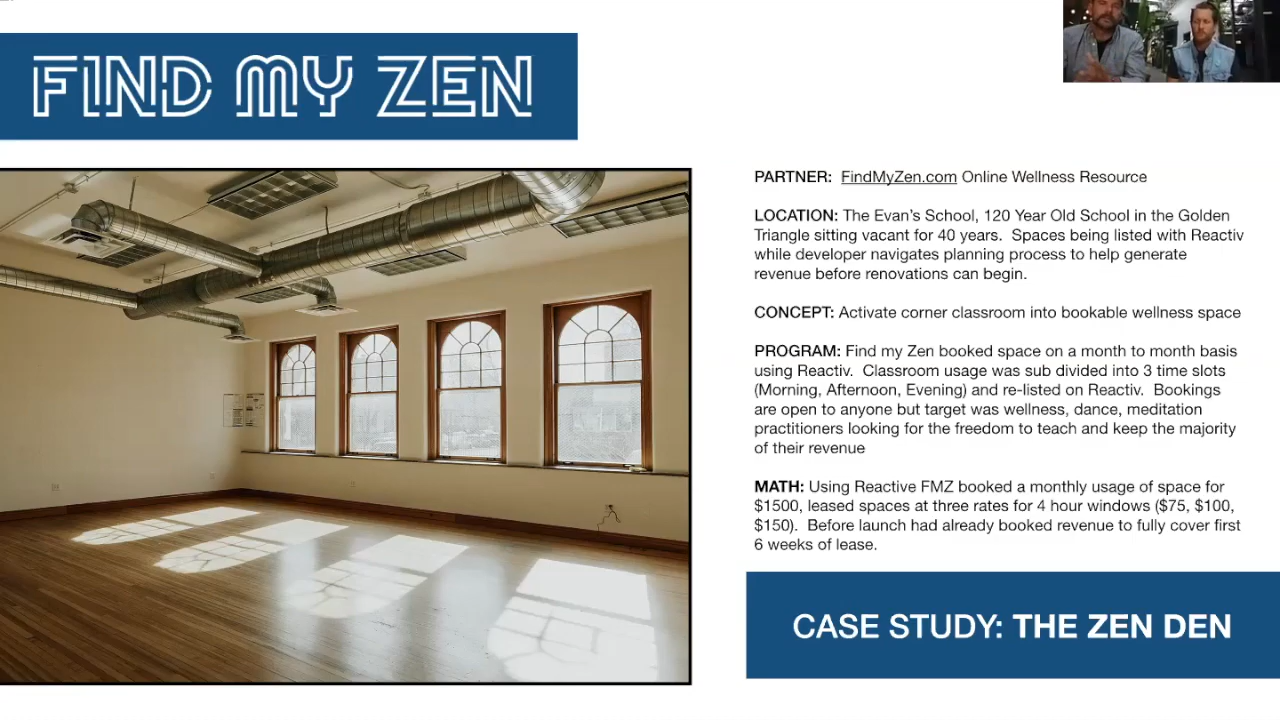 FIND MY ZEN
PARTNER: FindMyZen.com Online Wellness Resource
LOCATION: The Evan's School, 120 Year Old School in the Golden
Triangle sitting vacant for 40 years. Spaces being listed with Reactiv
while developer navigates planning process to help generate
revenue before renovations can begin.
CONCEPT: Activate corner classroom into bookable wellness space
PROGRAM: Find my Zen booked space on a month to month basis
using Reactiv. Classroom usage was sub divided into 3 time slots
(Morning, Afternoon, Evening) and re-listed on Reactiv. Bookings
are open to anyone but target was wellness, dance, meditation
practitioners looking for the freedom to teach and keep the majority
of their revenue
MATH: Using Reactive FMZ booked a monthly usage of space for
$1500, leased spaces at three rates for 4 hour windows ($75, $100,
$150). Before launch had already booked revenue to fully cover first
6 weeks of lease.
CASE STUDY: THE ZEN DEN